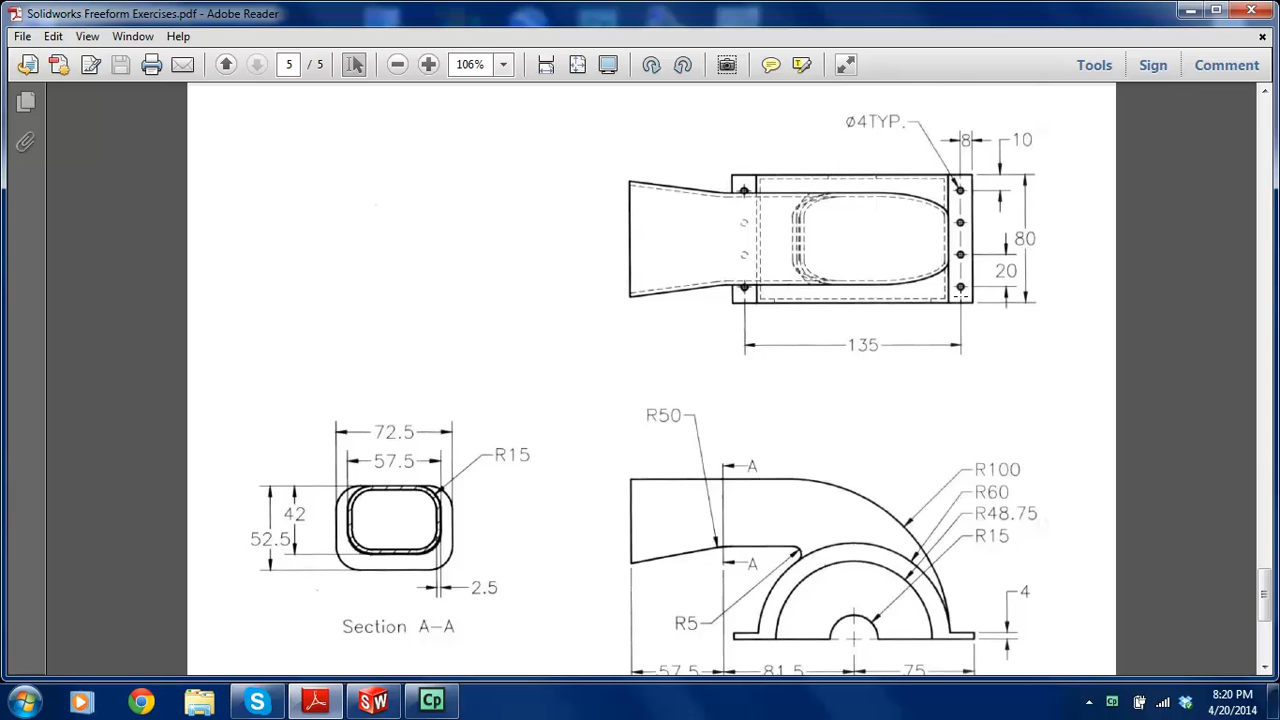 Solidworks Freeform Exercises.pdf - Adobe Reader
File Edit View Window Help
5 / 5 106% Tools Sign Comment
ø4TYP.
8
10
80
20
135
72.5
57.5
R15
42
52.5
2.5
Section A-A
R50
A
A
R100
R60
R48.75
R15
R5
4
57.5
81.5
75
S W Cp Cp
8:20 PM
4/20/2014